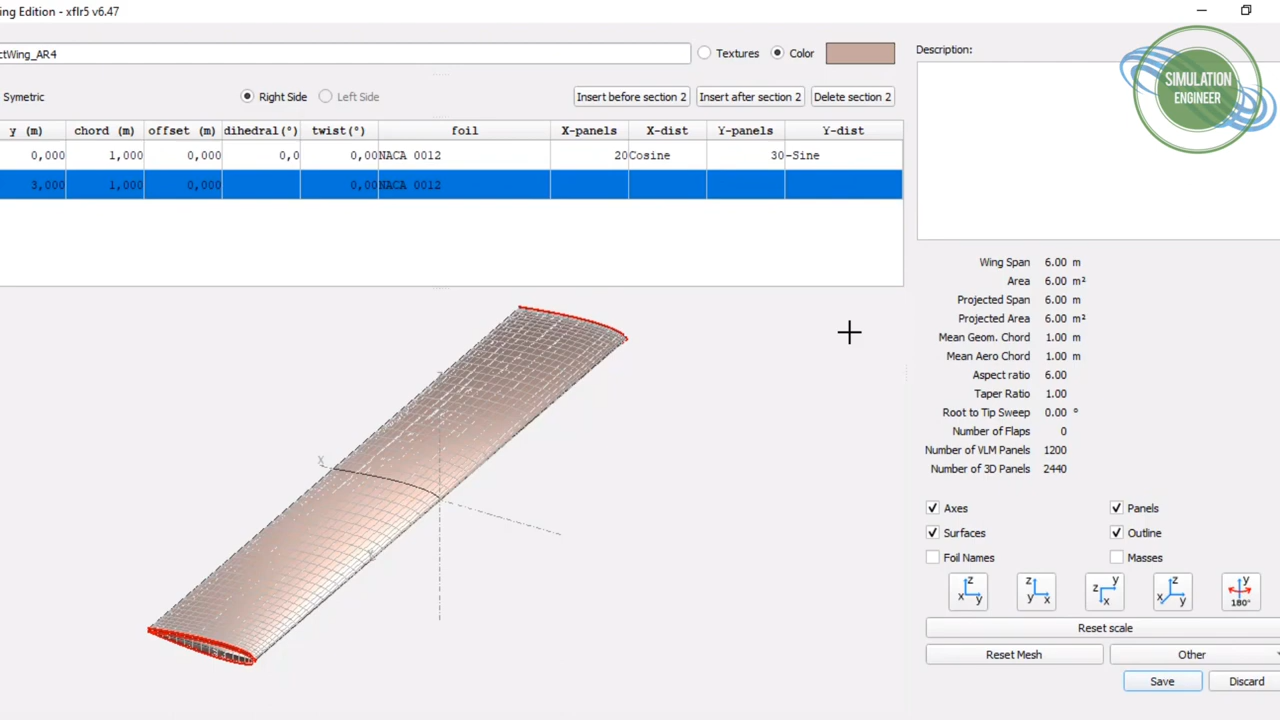 ing Edition - xflr5 v6.47
ctWing_AR4
Textures
Color
Description:
SIMULATION
ENGINEER
Symetric
Right Side
Left Side
Insert before section 2
Insert after section 2
Delete section 2
y (m) chord (m) offset (m) dihedral(°) twist(°) foil X-panels X-dist Y-panels Y-dist
0,000 1,000 0,000 0,0 0,00 NACA 0012 20 Cosine 30 -Sine
3,000 1,000 0,000 0,00 NACA 0012
Wing Span 6.00 m
Area 6.00 m²
Projected Span 6.00 m
Projected Area 6.00 m²
Mean Geom. Chord 1.00 m
Mean Aero Chord 1.00 m
Aspect ratio 6.00
Taper Ratio 1.00
Root to Tip Sweep 0.00 °
Number of Flaps 0
Number of VLM Panels 1200
Number of 3D Panels 2440
X
Axes
Panels
Surfaces
Outline
Foil Names
Masses
z x y
z y x
y z x
z x y
y 180°
Reset scale
Reset Mesh
Other
Save
Discard